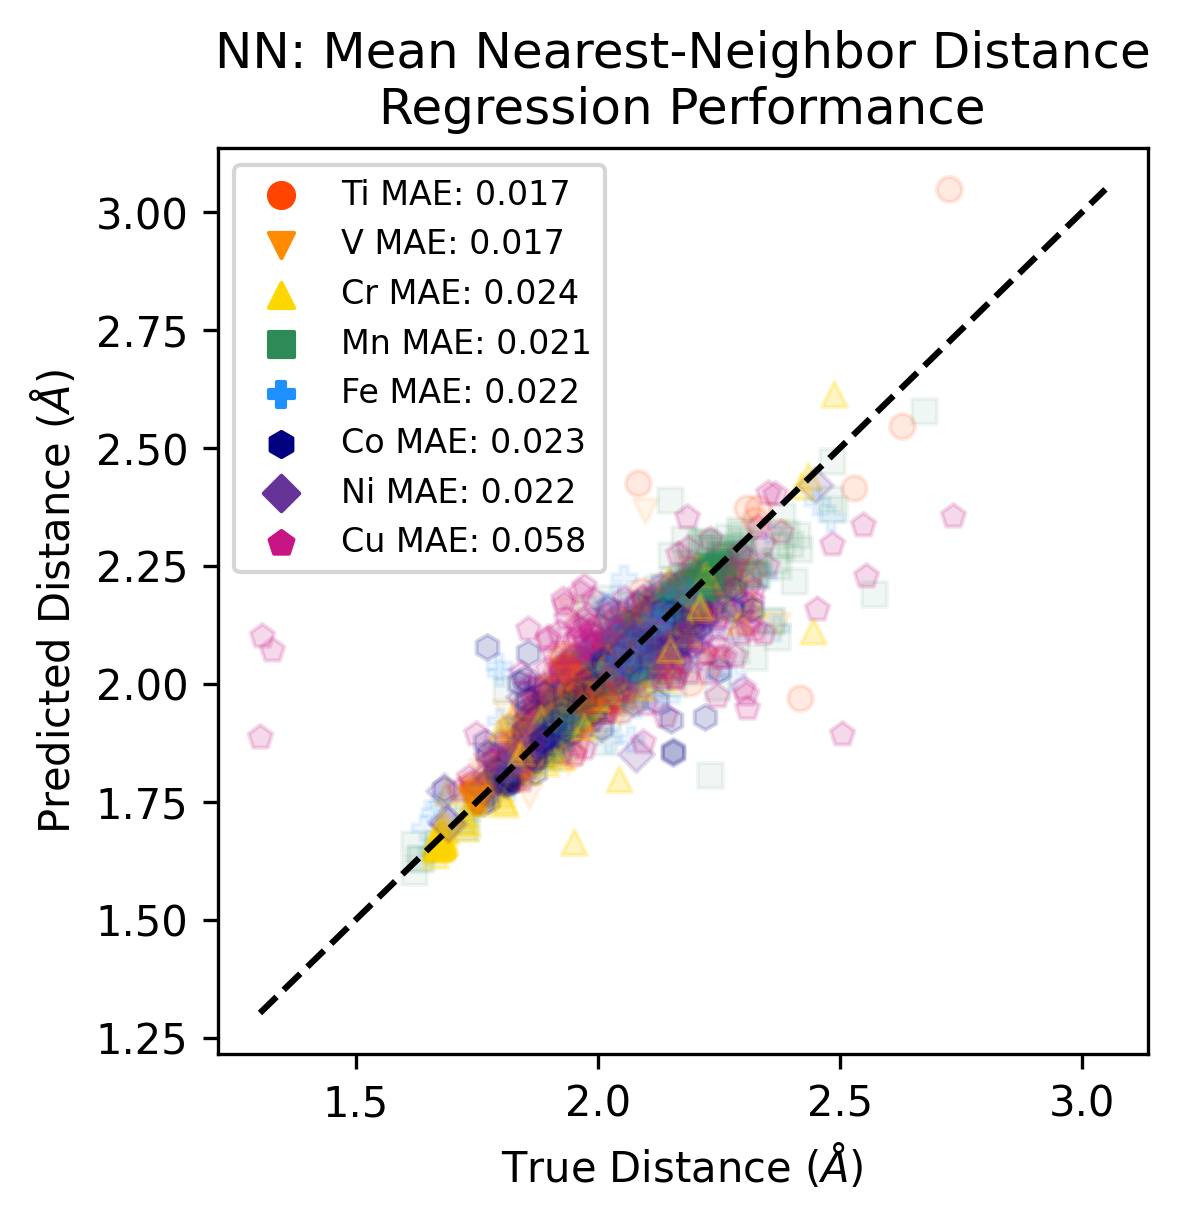 NN: Mean Nearest-Neighbor Distance
Regression Performance
Ti MAE: 0.017
V MAE: 0.017
Cr MAE: 0.024
Mn MAE: 0.021
Fe MAE: 0.022
Co MAE: 0.023
Ni MAE: 0.022
Cu MAE: 0.058
Predicted Distance (Å)
3.00
2.75
2.50
2.25
2.00
1.75
1.50
1.25
1.5 2.0 2.5 3.0
True Distance (Å)